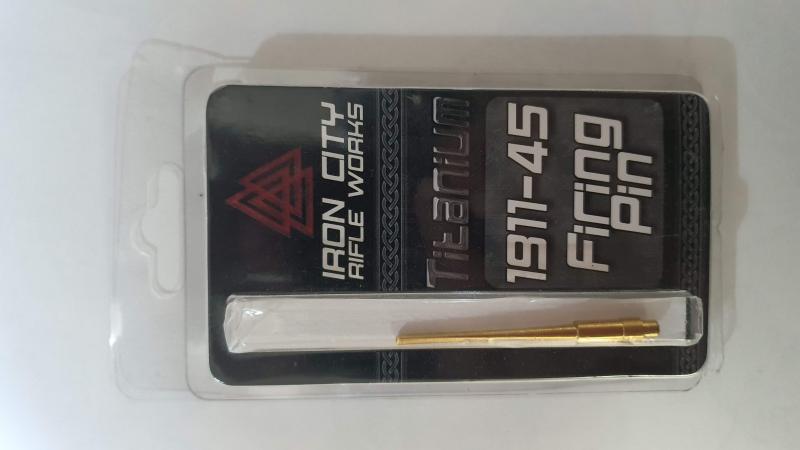 IRON CITY
RIFLE WORKS
Titanium
1911-45
Firing
Pin